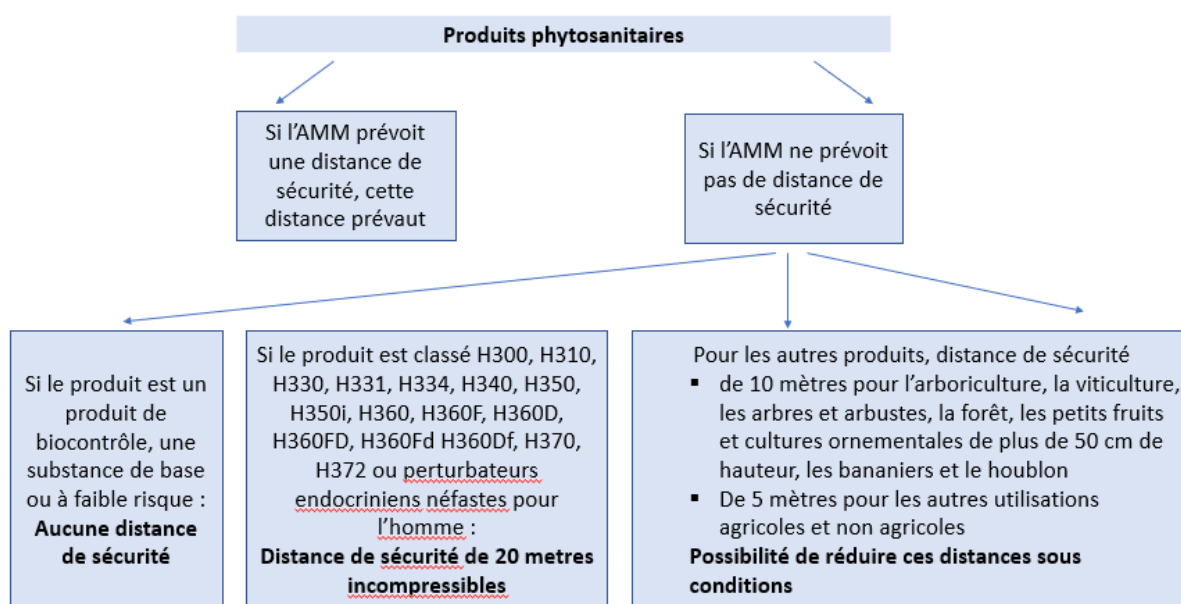 Produits phytosanitaires
Si l’AMM prévoit
une distance de
sécurité, cette
distance prévaut
Si l’AMM ne prévoit
pas de distance de
sécurité
Si le produit est un
produit de
biocontrôle, une
substance de base
ou à faible risque :
Aucune distance
de sécurité
Si le produit est classé H300, H310,
H330, H331, H334, H340, H350,
H350i, H360, H360F, H360D,
H360FD, H360Fd H360Df, H370,
H372 ou perturbateurs
endocriniens néfastes pour
l’homme :
Distance de sécurité de 20 metres
incompressibles
Pour les autres produits, distance de sécurité
▪ de 10 mètres pour l’arboriculture, la viticulture,
les arbres et arbustes, la forêt, les petits fruits
et cultures ornementales de plus de 50 cm de
hauteur, les bananiers et le houblon
▪ De 5 mètres pour les autres utilisations
agricoles et non agricoles
Possibilité de réduire ces distances sous
conditions